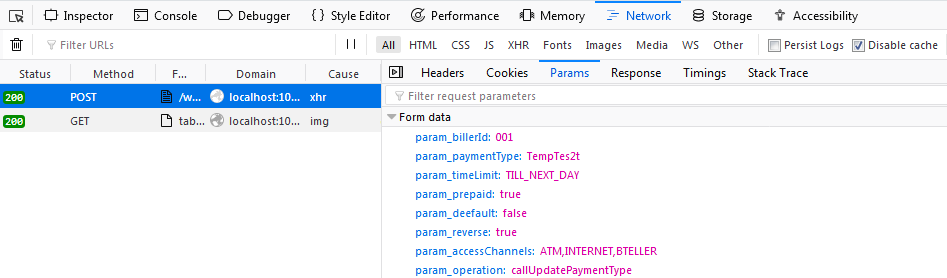 Inspector Console Debugger Style Editor Performance Memory Network Storage Accessibility
Filter URLs All HTML CSS JS XHR Fonts Images Media WS Other Persist Logs Disable cache
Status Method F... Domain Cause Headers Cookies Params Response Timings Stack Trace
200 POST /w... localhost:10... xhr
Filter request parameters
200 GET tab... localhost:10... img
Form data
param_billerId: 001
param_paymentType: TempTes2t
param_timeLimit: TILL_NEXT_DAY
param_prepaid: true
param_deefault: false
param_reverse: true
param_accessChannels: ATM,INTERNET,BTELLER
param_operation: callUpdatePaymentType